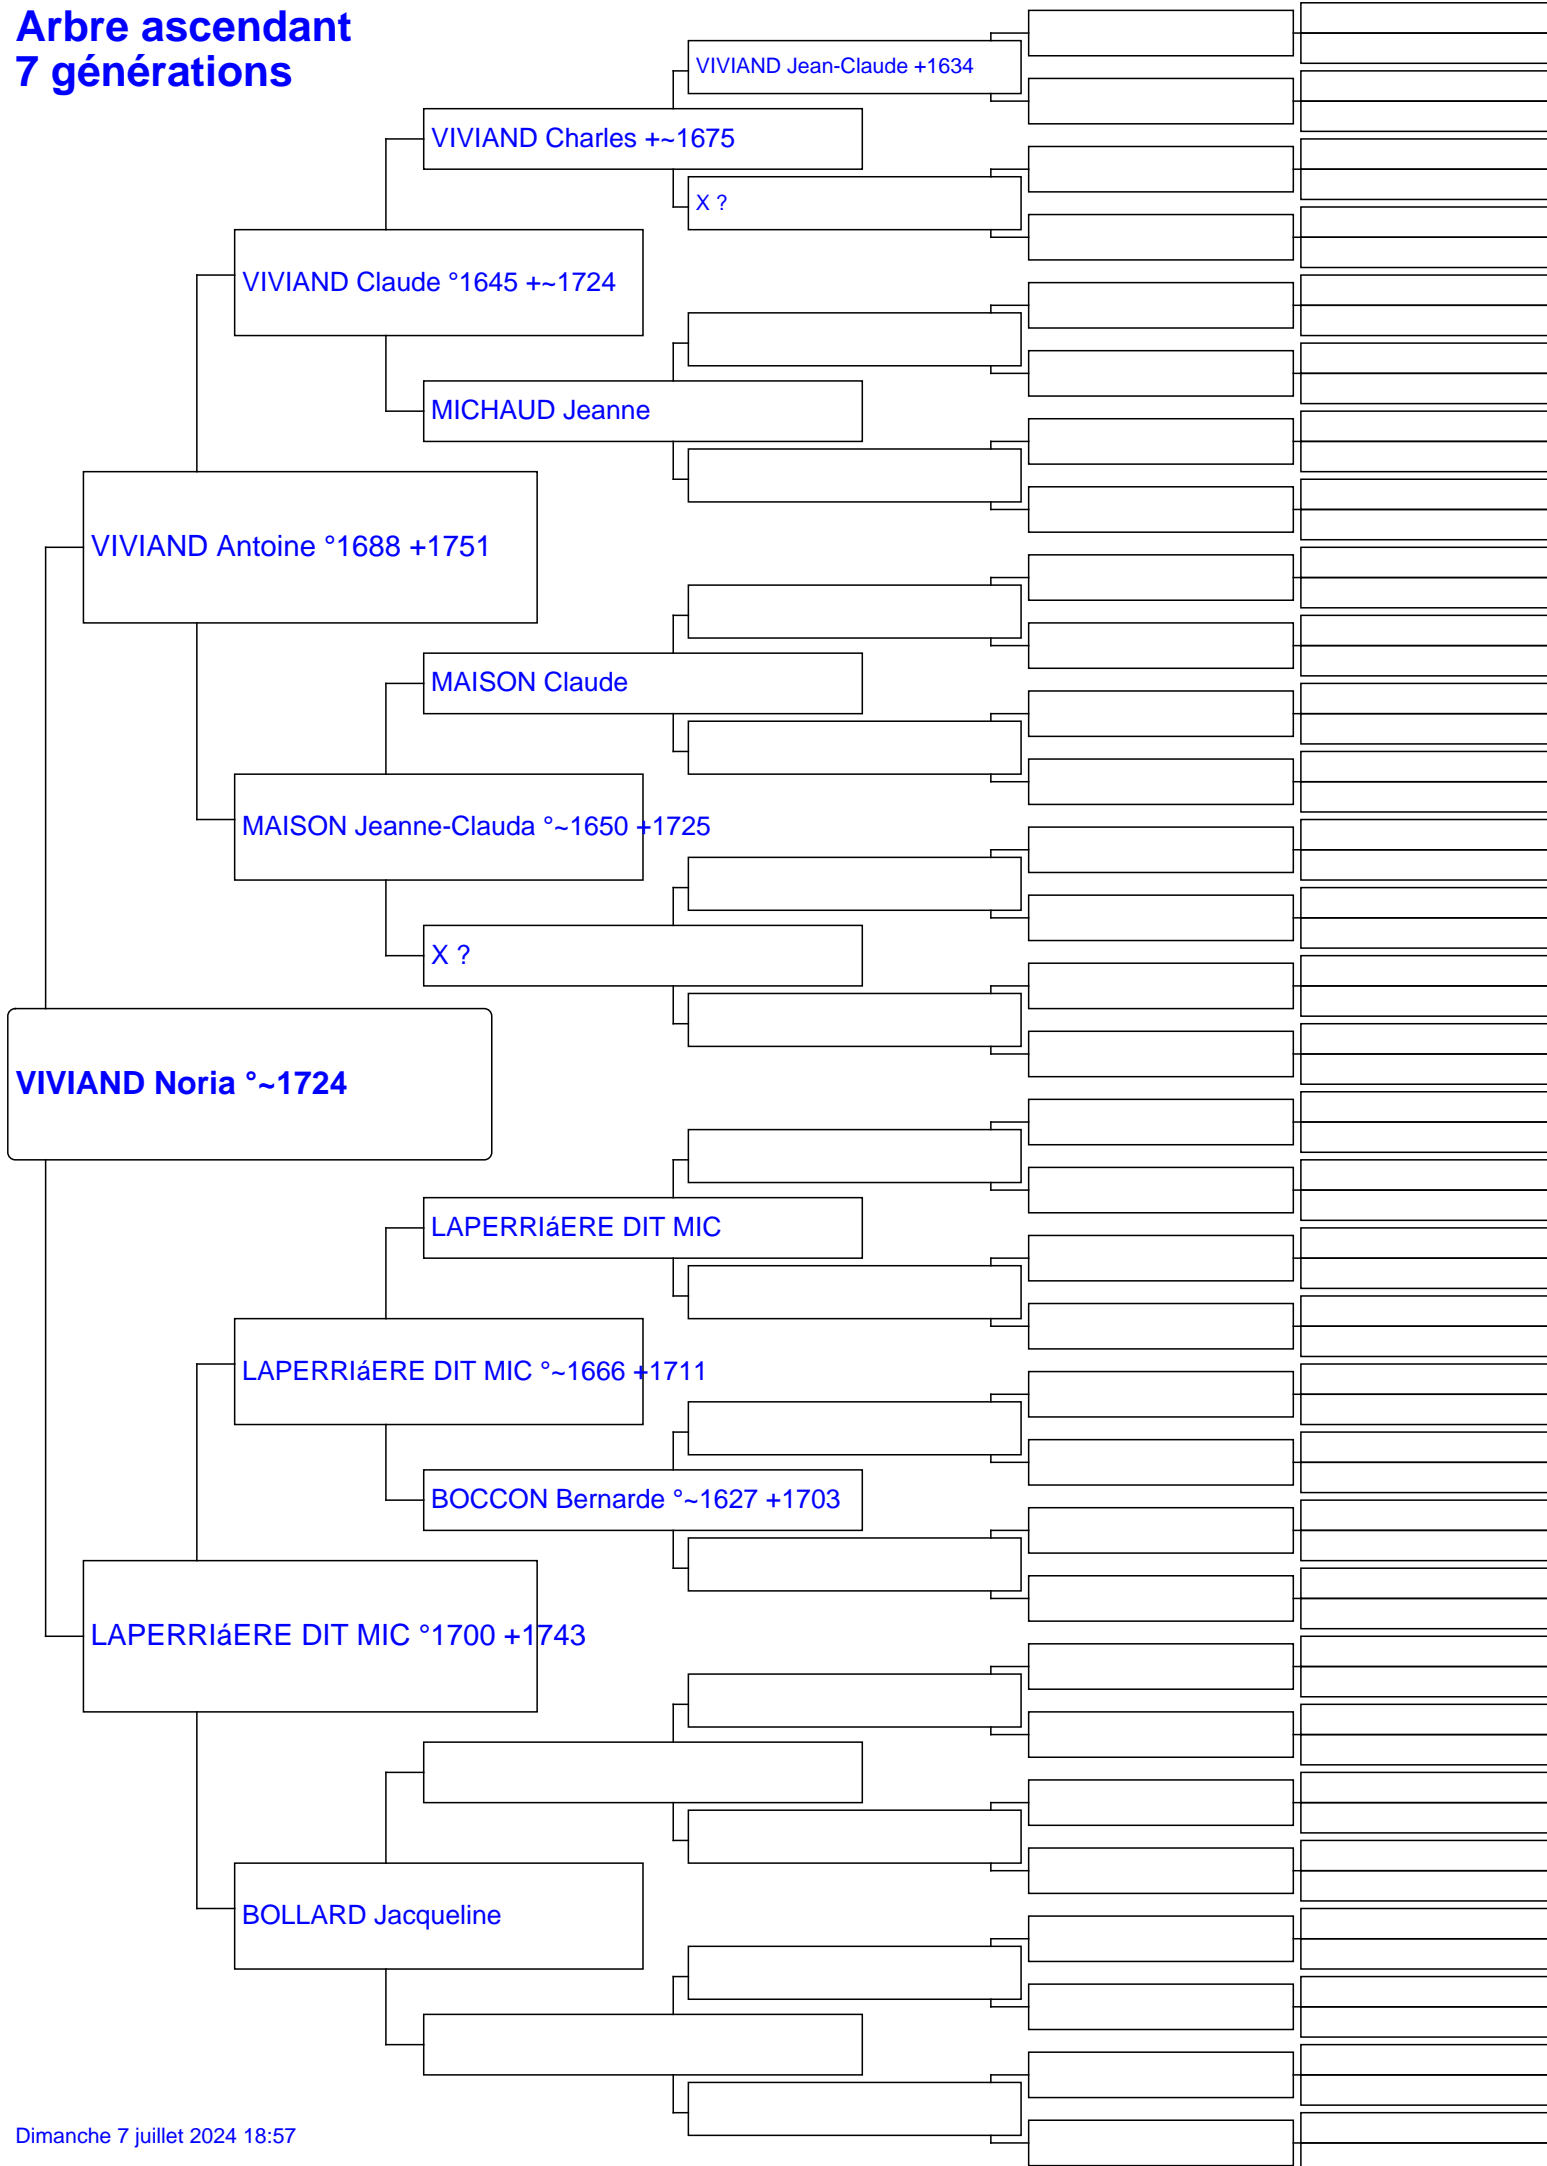 Arbre ascendant
7 générations
VIVIAND Jean-Claude +1634
VIVIAND Charles +~1675
X ?
VIVIAND Claude °1645 +~1724
MICHAUD Jeanne
VIVIAND Antoine °1688 +1751
MAISON Claude
MAISON Jeanne-Clauda °~1650 +1725
X ?
VIVIAND Noria °~1724
LAPERRIáERE DIT MIC
LAPERRIáERE DIT MIC °~1666 +1711
BOCCON Bernarde °~1627 +1703
LAPERRIáERE DIT MIC °1700 +1743
BOLLARD Jacqueline
Dimanche 7 juillet 2024 18:57